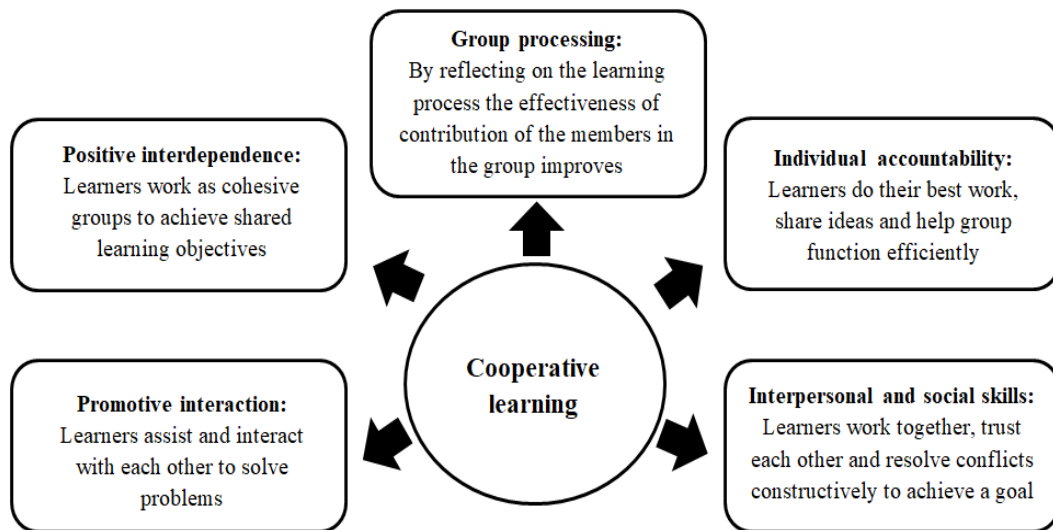 Group processing:
By reflecting on the learning
process the effectiveness of
contribution of the members in
the group improves
Positive interdependence:
Learners work as cohesive
groups to achieve shared
learning objectives
Individual accountability:
Learners do their best work,
share ideas and help group
function efficiently
Cooperative
learning
Promotive interaction:
Learners assist and interact
with each other to solve
problems
Interpersonal and social skills:
Learners work together, trust
each other and resolve conflicts
constructively to achieve a goal